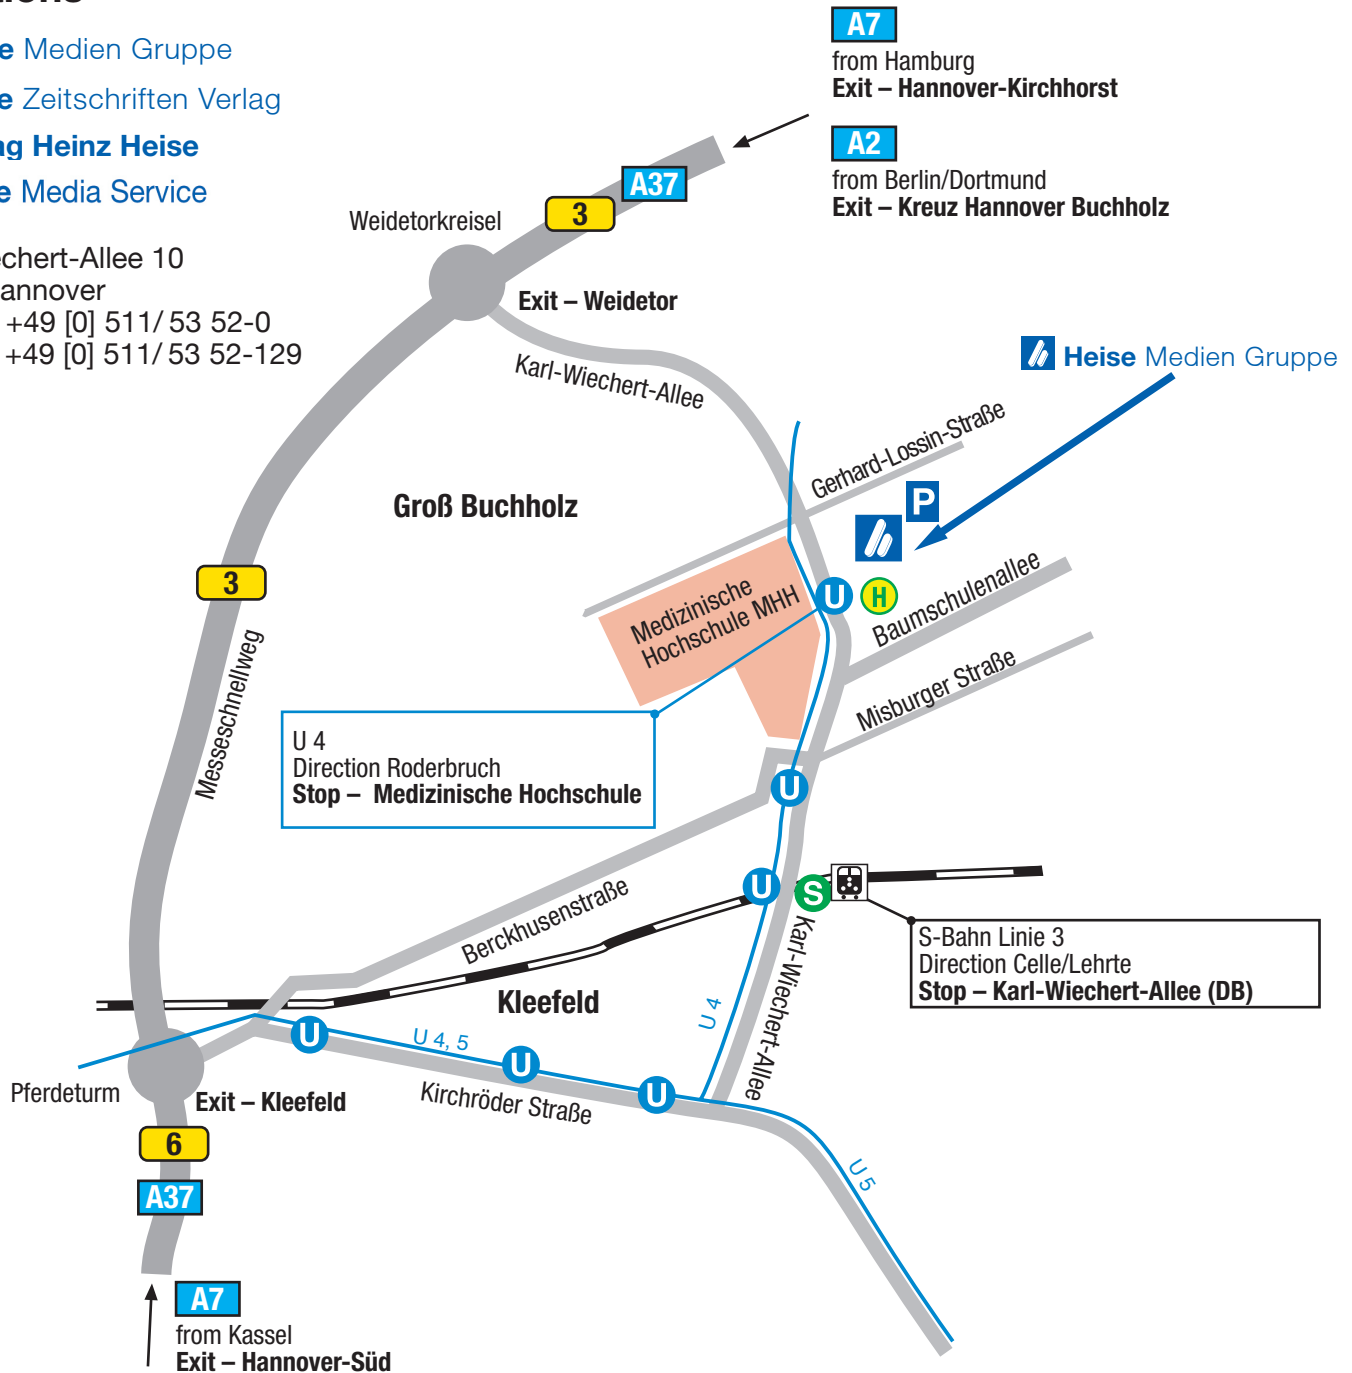 Medien Gruppe
Zeitschriften Verlag
Heinz Heise
Media Service
-Allee 10
+49 [0] 511/ 53 52-0
+49 [0] 511/ 53 52-129
A7
from Hamburg
Exit – Hannover-Kirchhorst
A2
from Berlin/Dortmund
Exit – Kreuz Hannover Buchholz
A37
3
Weidetorkreisel
Exit – Weidetor
Karl-Wiechert-Allee
Heise Medien Gruppe
Gerhard-Lossin-Straße
P
Groß Buchholz
3
Medizinische
Hochschule MHH
U
H
Baumschulenallee
Misburger Straße
Messeschnellweg
U 4
Direction Roderbruch
Stop – Medizinische Hochschule
U
U
S
Berckhusenstraße
Karl-Wiechert-Allee
S-Bahn Linie 3
Direction Celle/Lehrte
Stop – Karl-Wiechert-Allee (DB)
Kleefeld
U 4
U
U 4, 5
U
U
Kirchröder Straße
Pferdeturm
Exit – Kleefeld
6
A37
U 5
A7
from Kassel
Exit – Hannover-Süd